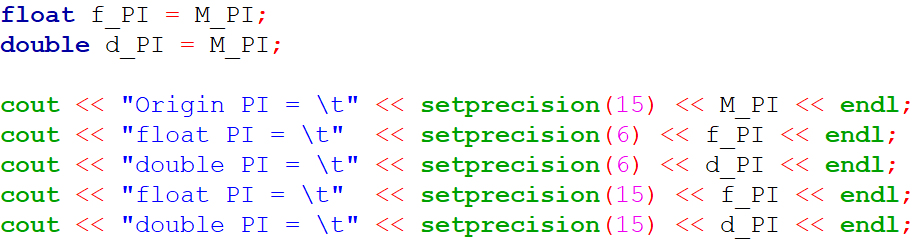 float f_PI = M_PI;
double d_PI = M_PI;
cout << "Origin PI = \t" << setprecision(15) << M_PI << endl;
cout << "float PI = \t"  << setprecision(6) << f_PI << endl;
cout << "double PI = \t" << setprecision(6) << d_PI << endl;
cout << "float PI = \t"  << setprecision(15) << f_PI << endl;
cout << "double PI = \t" << setprecision(15) << d_PI << endl;